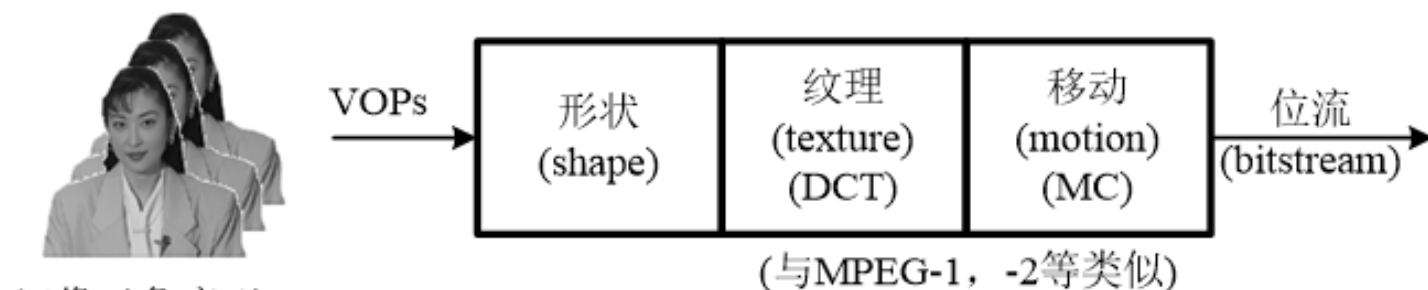 VOPs
形状
(shape)
纹理
(texture)
(DCT)
移动
(motion)
(MC)
位流
(bitstream)
(与MPEG-1，-2等类似)